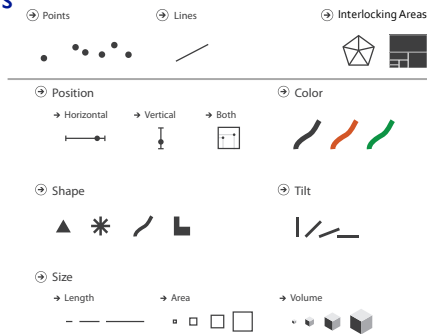 s
Points
Lines
Interlocking Areas
Position
Color
→ Horizontal
→ Vertical
→ Both
Shape
Tilt
Size
→ Length
→ Area
→ Volume